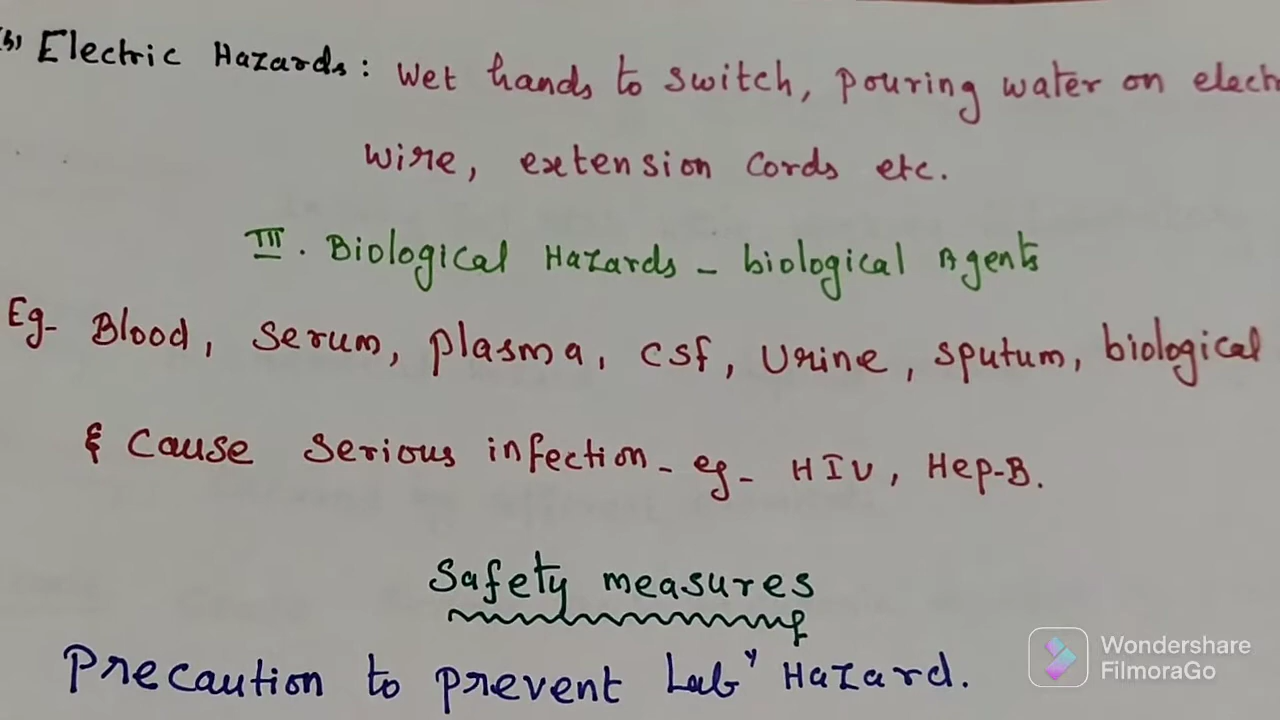 (b) Electric Hazards: Wet hands to switch, pouring water on elect
wire, extension cords etc.
III. Biological Hazards - biological Agents
Eg- Blood, serum, plasma, csf, Urine, sputum, biological
& Cause serious infection - eg- HIV, Hep-B.
Safety measures
Precaution to prevent Lab y Hazard.
Wondershare
FilmoraGo